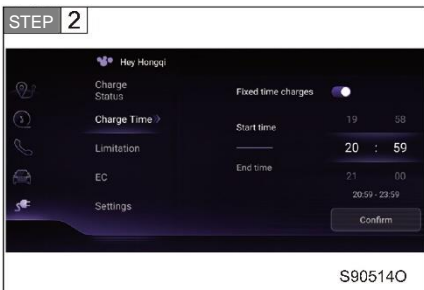 STEP 2
Hey Hongqi
Charge
Status
Charge Time
Limitation
EC
Settings
Fixed time charges
Start time
End time
19 58
20 : 59
21 00
20:59 - 23:59
Confirm
S90514O